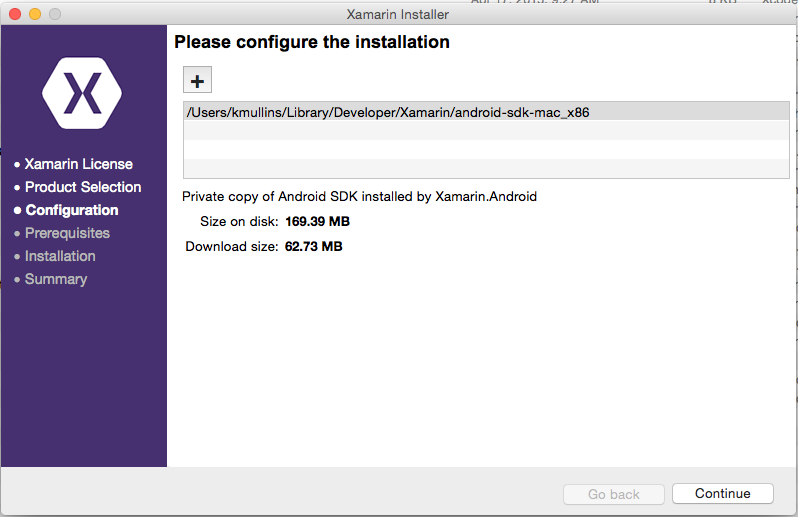 Xamarin Installer
Please configure the installation
+
/Users/kmullins/Library/Developer/Xamarin/android-sdk-mac_x86
• Xamarin License
• Product Selection
• Configuration
• Prerequisites
• Installation
• Summary
Private copy of Android SDK installed by Xamarin.Android
Size on disk: 169.39 MB
Download size: 62.73 MB
Go back
Continue